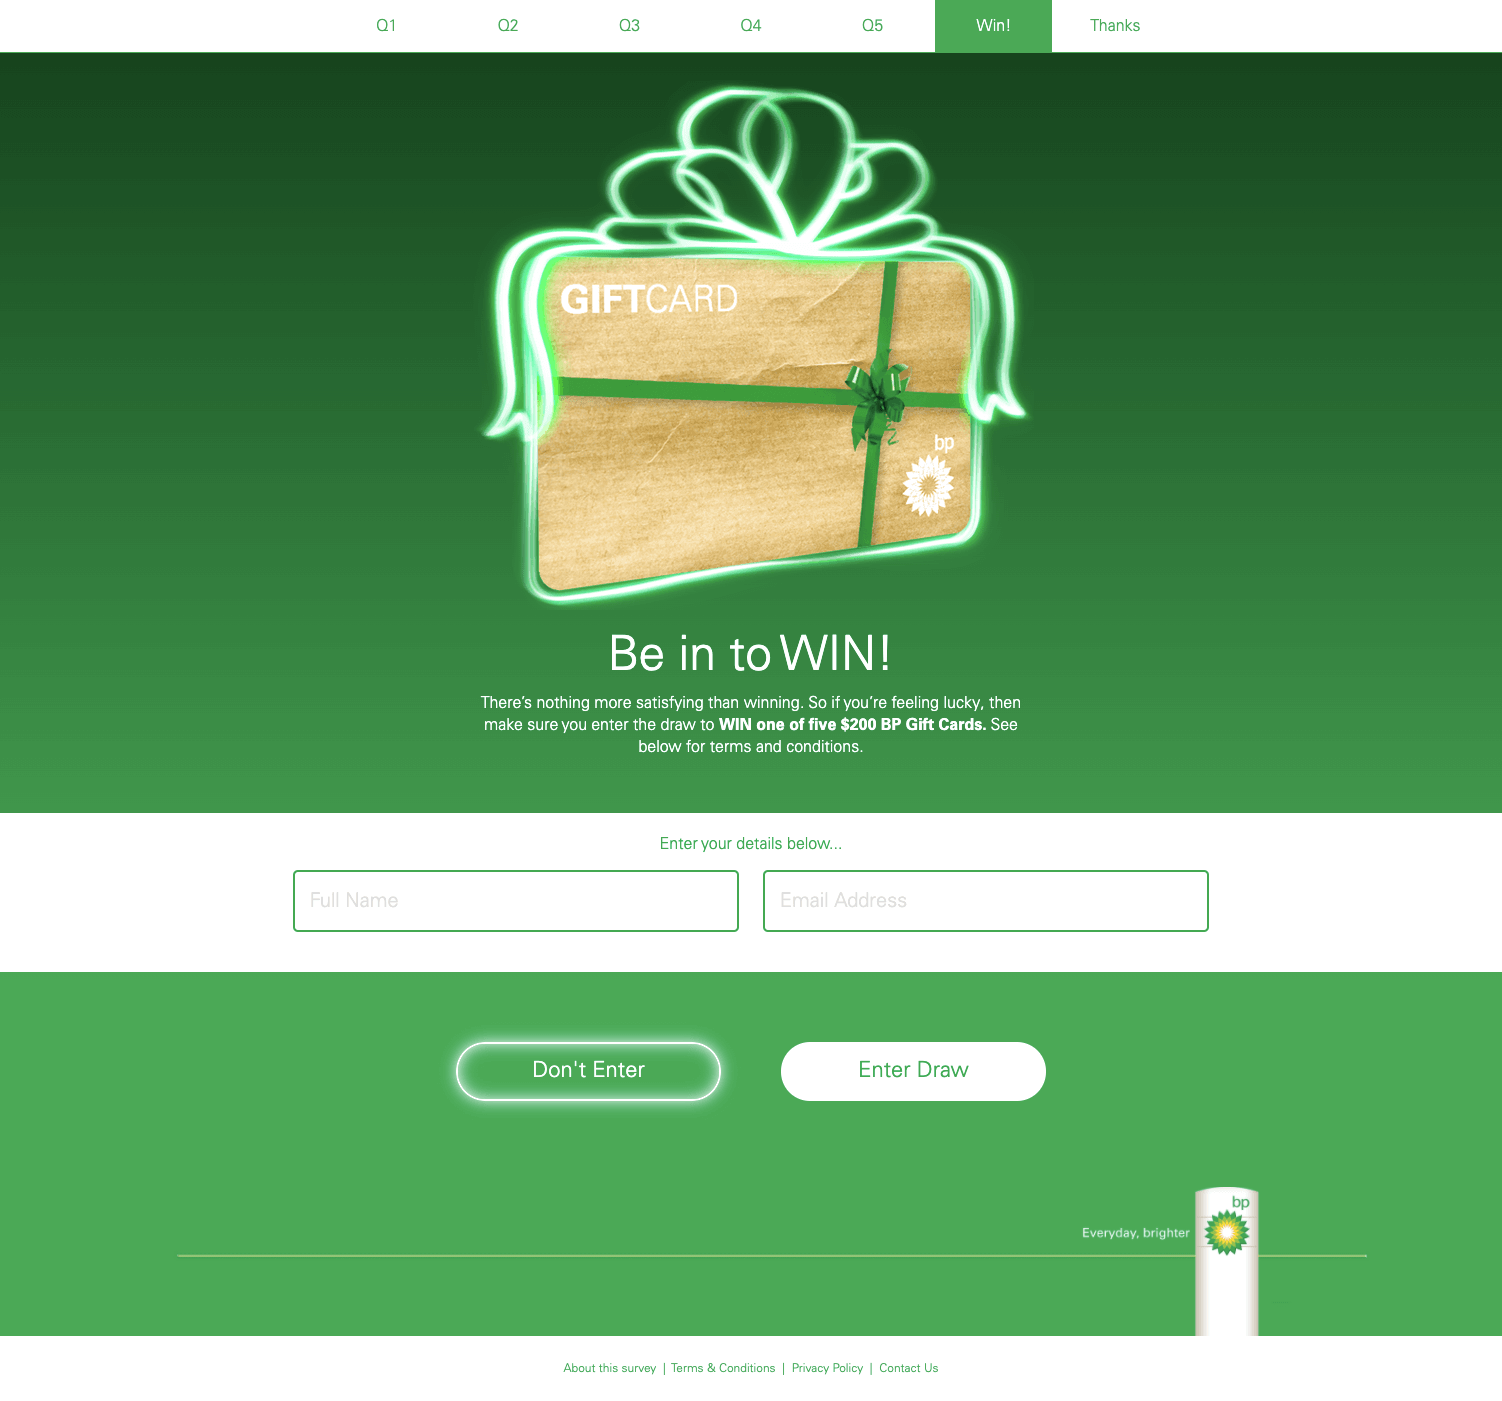 Q1
Q2
Q3
Q4
Q5
Win!
Thanks
GIFTCARD
bp
Be in to WIN!
There's nothing more satisfying than winning. So if you're feeling lucky, then
make sure you enter the draw to WIN one of five $200 BP Gift Cards. See
below for terms and conditions.
Enter your details below...
Full Name
Email Address
Don't Enter
Enter Draw
bp
Everyday, brighter
About this survey | Terms & Conditions | Privacy Policy | Contact Us